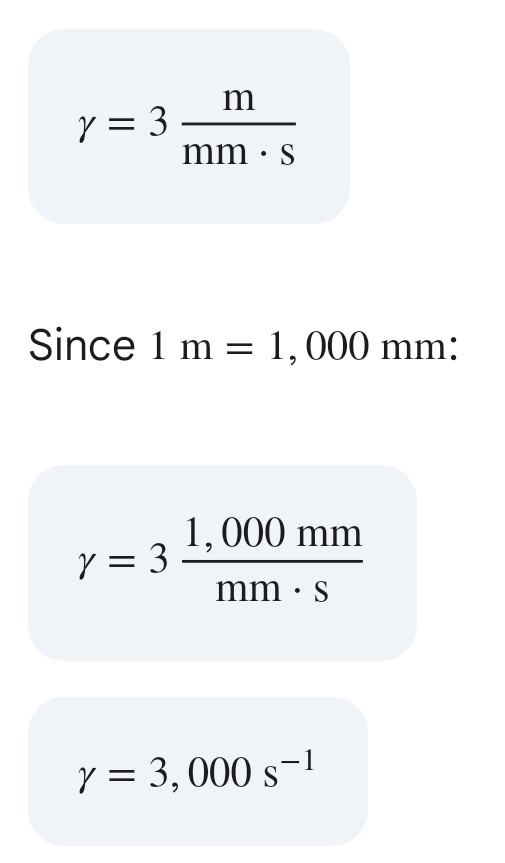 γ = 3 m / mm · s
Since 1 m = 1,000 mm:
γ = 3 1,000 mm / mm · s
γ = 3,000 s⁻¹